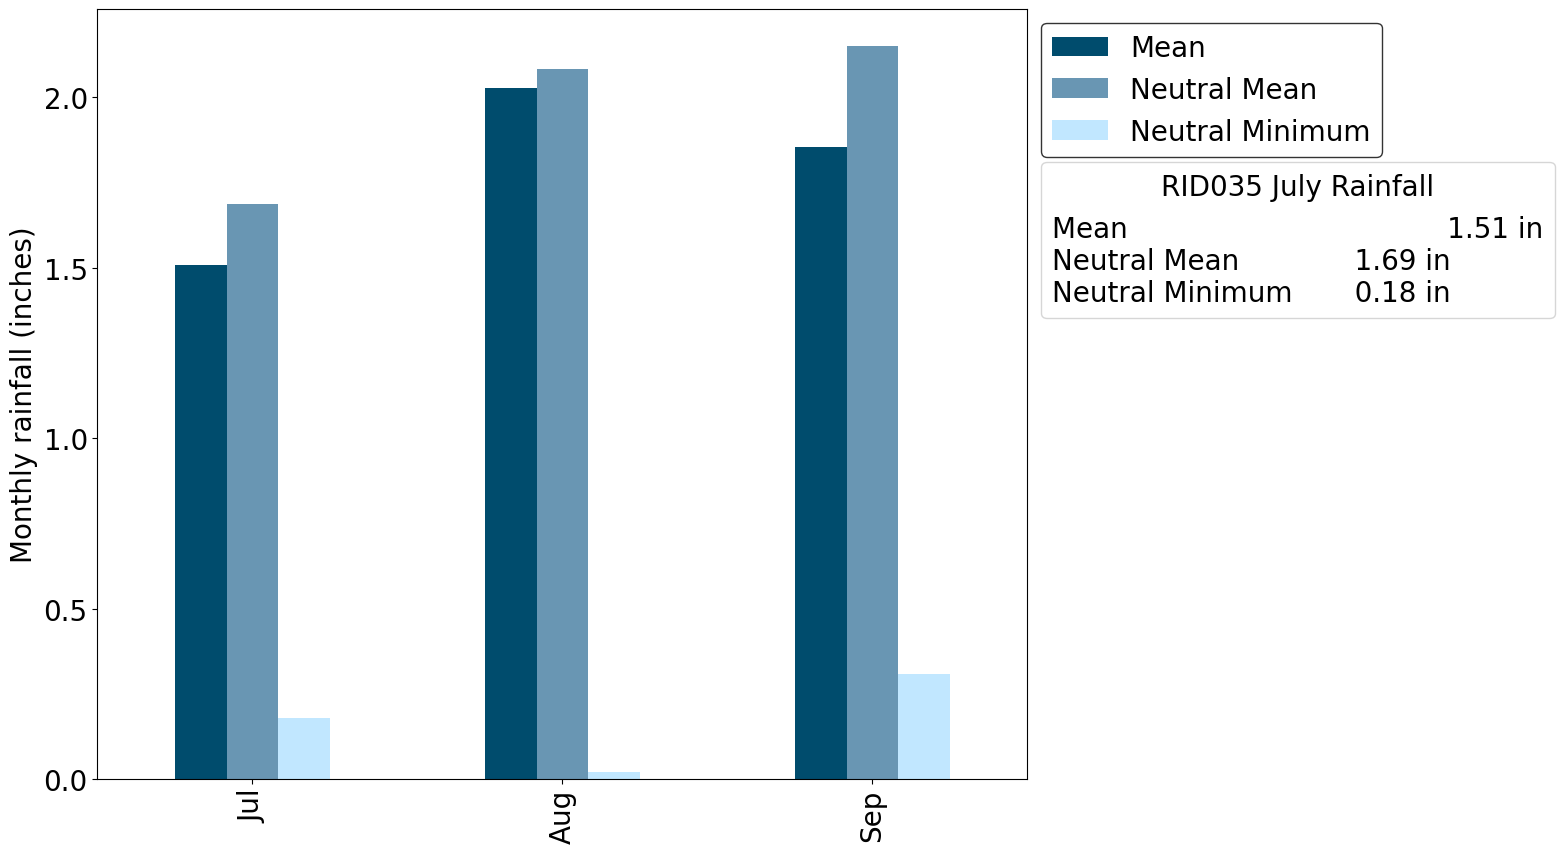 Monthly rainfall (inches)
2.0
1.5
1.0
0.5
0.0
Jul
Aug
Sep
Mean
Neutral Mean
Neutral Minimum
RID035 July Rainfall
Mean 1.51 in
Neutral Mean 1.69 in
Neutral Minimum 0.18 in